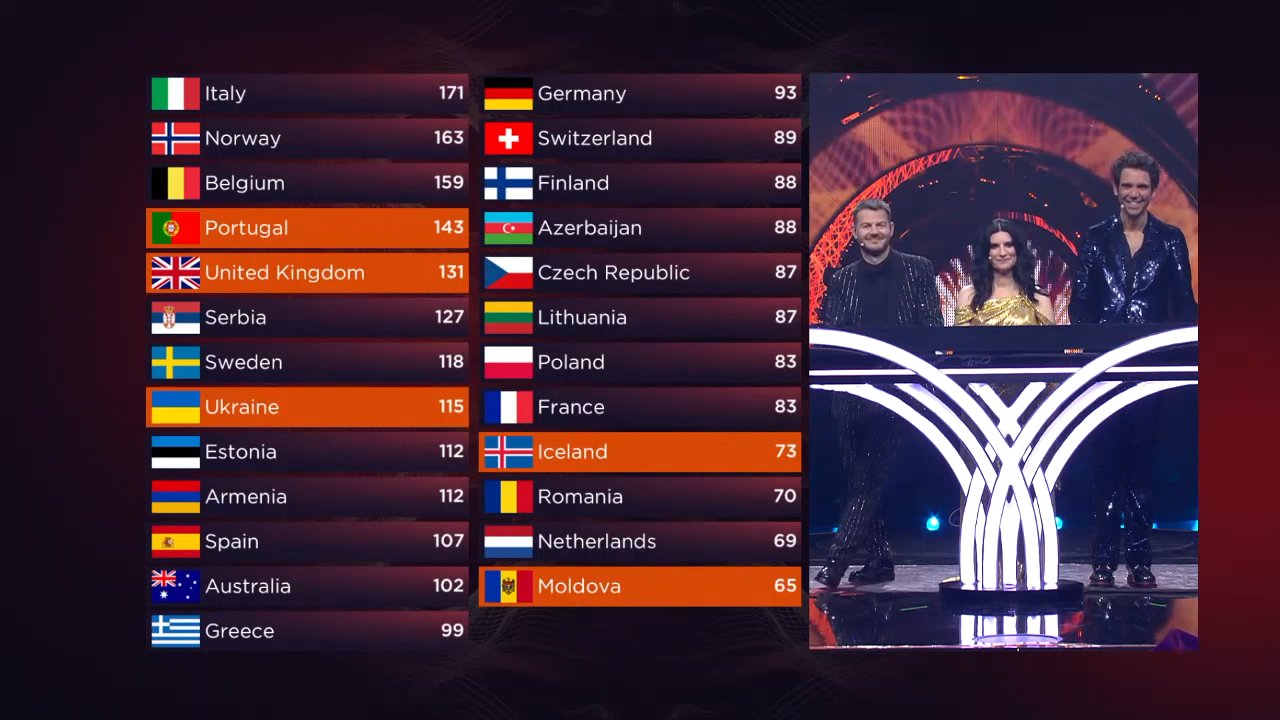 Italy 171
Norway 163
Belgium 159
Portugal 143
United Kingdom 131
Serbia 127
Sweden 118
Ukraine 115
Estonia 112
Armenia 112
Spain 107
Australia 102
Greece 99
Germany 93
Switzerland 89
Finland 88
Azerbaijan 88
Czech Republic 87
Lithuania 87
Poland 83
France 83
Iceland 73
Romania 70
Netherlands 69
Moldova 65